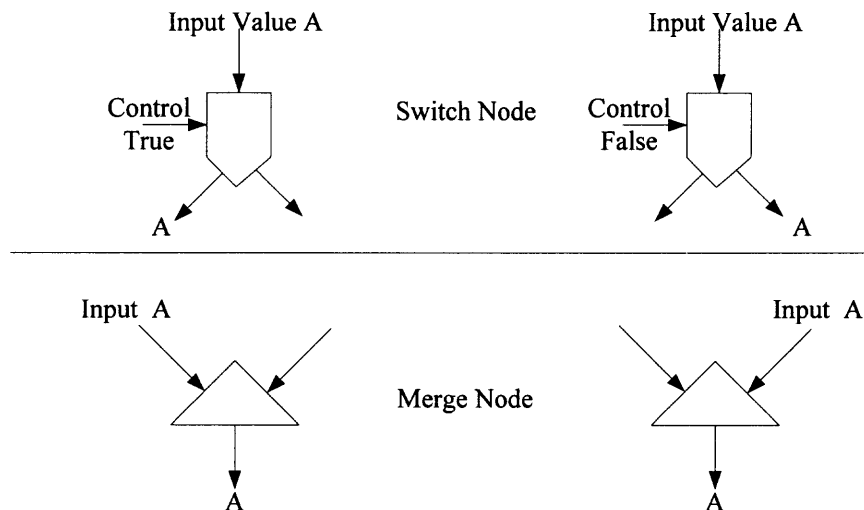 Input Value A
Input Value A
Control
True
Switch Node
Control
False
A
A
Input A
Input A
Merge Node
A
A